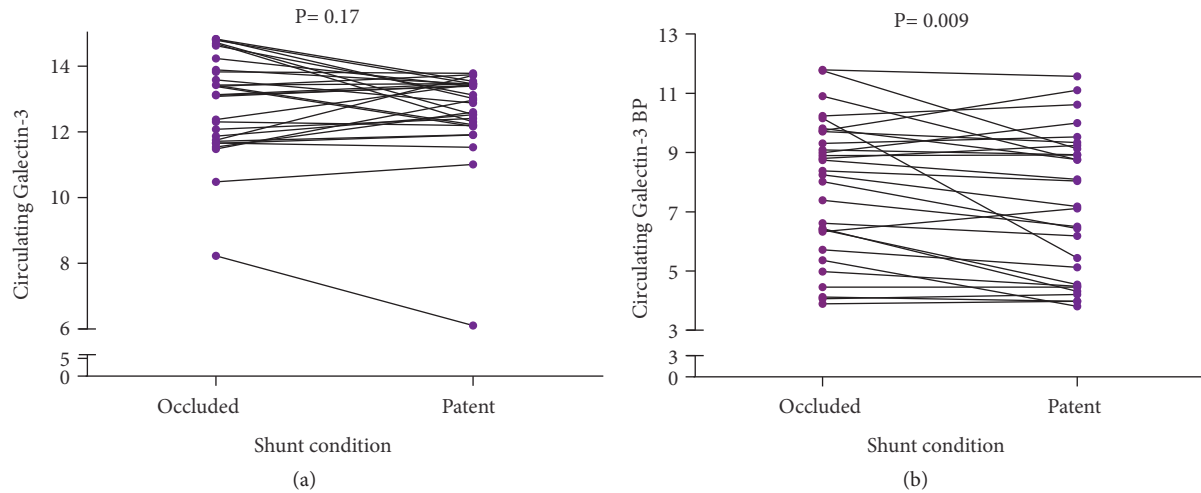 P= 0.17
Circulating Galectin-3
14
12
10
8
6
5
0
Occluded
Patent
Shunt condition
(a)
P= 0.009
Circulating Galectin-3 BP
13
11
9
7
5
3
3
0
Occluded
Patent
Shunt condition
(b)